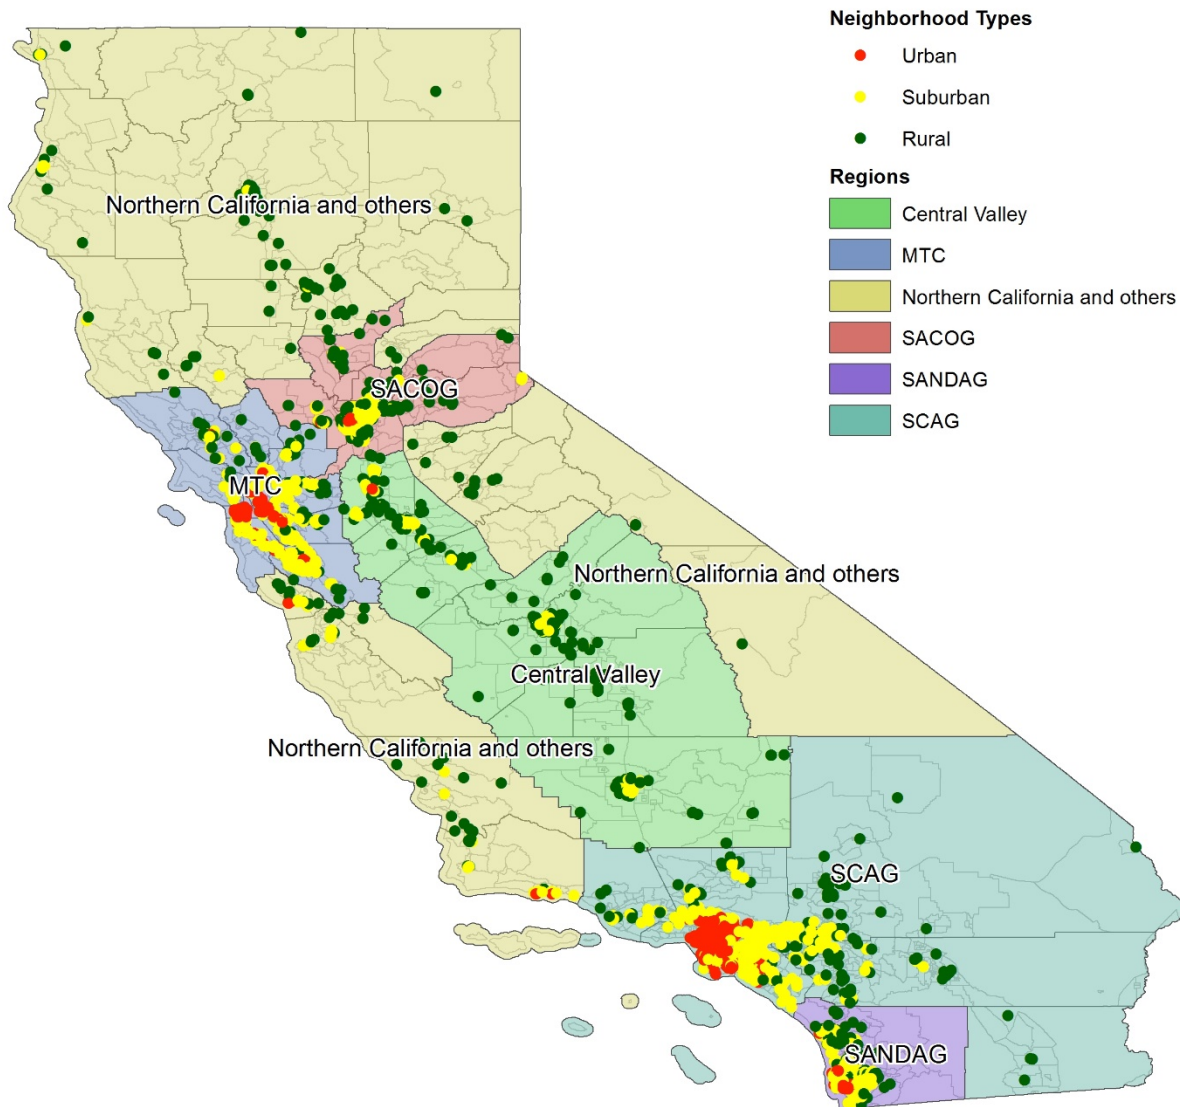 Neighborhood Types
Urban
Suburban
Rural
Regions
Central Valley
MTC
Northern California and others
SACOG
SANDAG
SCAG
Northern California and others
SACOG
MTC
Northern California and others
Central Valley
Northern California and others
SCAG
SANDAG